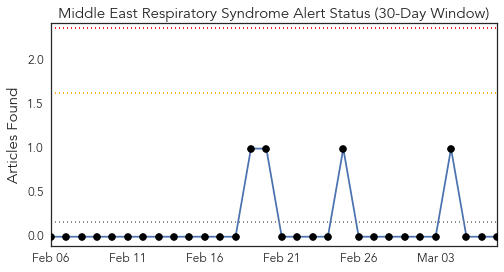 Middle East Respiratory Syndrome Alert Status (30-Day Window)
Articles Found
2.0
1.5
1.0
0.5
0.0
Feb 06 Feb 11 Feb 16 Feb 21 Feb 26 Mar 03